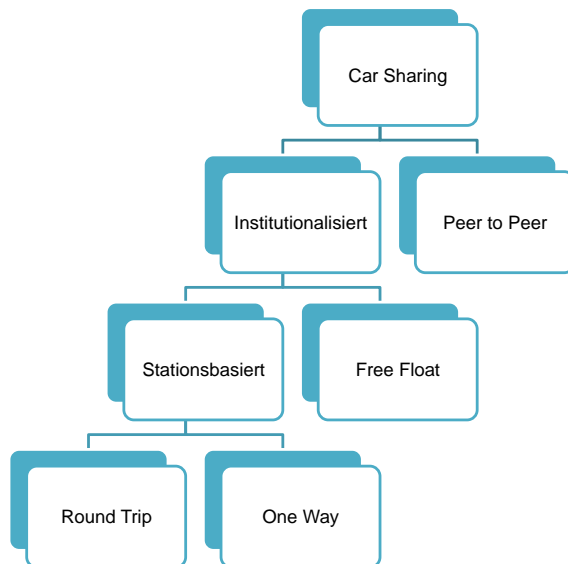 Car Sharing
Institutionalisiert
Peer to Peer
Stationsbasiert
Free Float
Round Trip
One Way